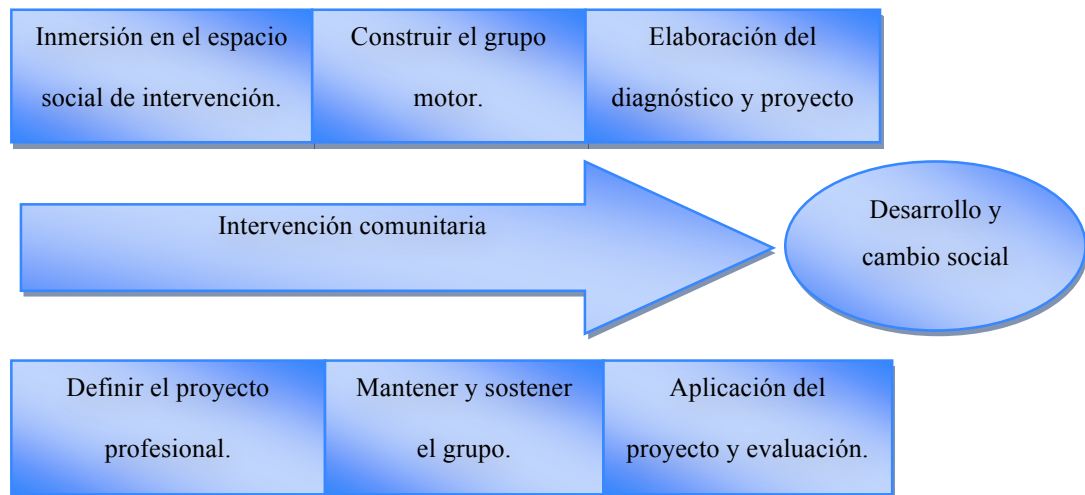 Inmersión en el espacio
social de intervención.
Construir el grupo
motor.
Elaboración del
diagnóstico y proyecto
Intervención comunitaria
Desarrollo y
cambio social
Definir el proyecto
profesional.
Mantener y sostener
el grupo.
Aplicación del
proyecto y evaluación.